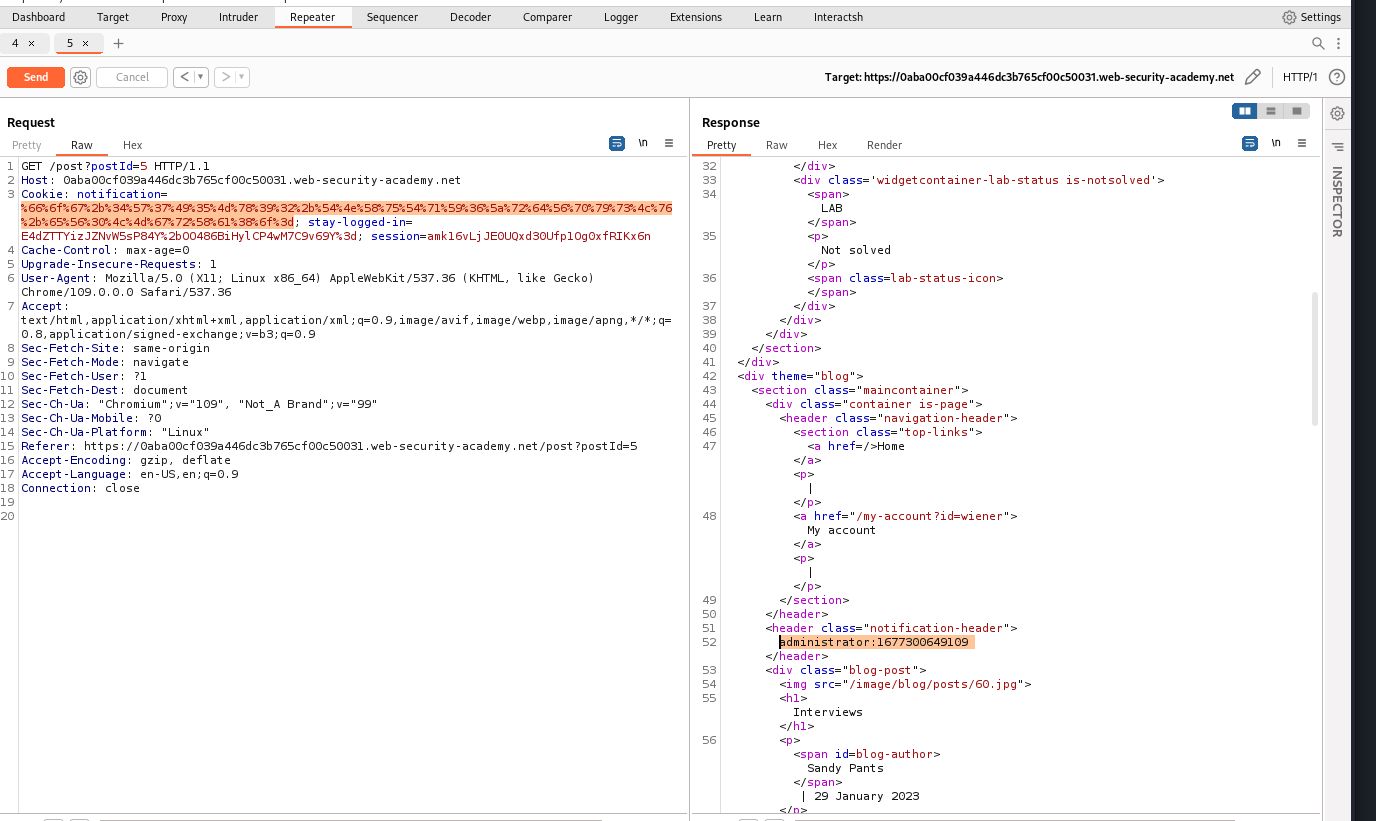 Dashboard Target Proxy Intruder Repeater Sequencer Decoder Comparer Logger Extensions Learn Interactsh Settings
4 × 5 × +
Send Cancel < > Target: https://0aba00cf039a446dc3b765cf00c50031.web-security-academy.net HTTP/1 ?
Request
Pretty Raw Hex \n
1 GET /post?postId=5 HTTP/1.1
2 Host: 0aba00cf039a446dc3b765cf00c50031.web-security-academy.net
3 Cookie: notification=
%66%6f%67%2b%34%57%37%49%35%4d%78%39%32%2b%54%4e%58%75%54%71%59%36%5a%72%64%56%70%79%73%4c%76
%2b%65%56%30%4c%4d%67%72%58%61%38%6f%3d; stay-logged-in=
E4dZTTYizJZNvW5sP84Y%2bOO486BiHylCP4wM7C9v69Y%3d; session=amk16vLjJE0UQxd30Ufp1Og0xfRIKx6n
4 Cache-Control: max-age=0
5 Upgrade-Insecure-Requests: 1
6 User-Agent: Mozilla/5.0 (X11; Linux x86_64) AppleWebKit/537.36 (KHTML, like Gecko)
Chrome/109.0.0.0 Safari/537.36
7 Accept:
text/html,application/xhtml+xml,application/xml;q=0.9,image/avif,image/webp,image/apng,*/*;q=
0.8,application/signed-exchange;v=b3;q=0.9
8 Sec-Fetch-Site: same-origin
9 Sec-Fetch-Mode: navigate
10 Sec-Fetch-User: ?1
11 Sec-Fetch-Dest: document
12 Sec-Ch-Ua: "Chromium";v="109", "Not_A Brand";v="99"
13 Sec-Ch-Ua-Mobile: ?0
14 Sec-Ch-Ua-Platform: "Linux"
15 Referer: https://0aba00cf039a446dc3b765cf00c50031.web-security-academy.net/post?postId=5
16 Accept-Encoding: gzip, deflate
17 Accept-Language: en-US,en;q=0.9
18 Connection: close
19
20
Response
Pretty Raw Hex Render \n
32 </div>
33 <div class='widgetcontainer-lab-status is-notsolved'>
34 <span>
LAB
</span>
35 <p>
Not solved
</p>
36 <span class=lab-status-icon>
</span>
37 </div>
38 </div>
39 </div>
40 </section>
41 </div>
42 <div theme="blog">
43 <section class="maincontainer">
44 <div class="container is-page">
45 <header class="navigation-header">
46 <section class="top-links">
47 <a href=/>Home
</a>
<p>
|
</p>
48 <a href="/my-account?id=wiener">
My account
</a>
<p>
|
</p>
49 </section>
50 </header>
51 <header class="notification-header">
52 administrator:1677300649109
</header>
53 <div class="blog-post">
54 <img src="/image/blog/posts/60.jpg">
55 <h1>
Interviews
</h1>
56 <p>
<span id=blog-author>
Sandy Pants
</span>
| 29 January 2023
</p>
INSPECTOR